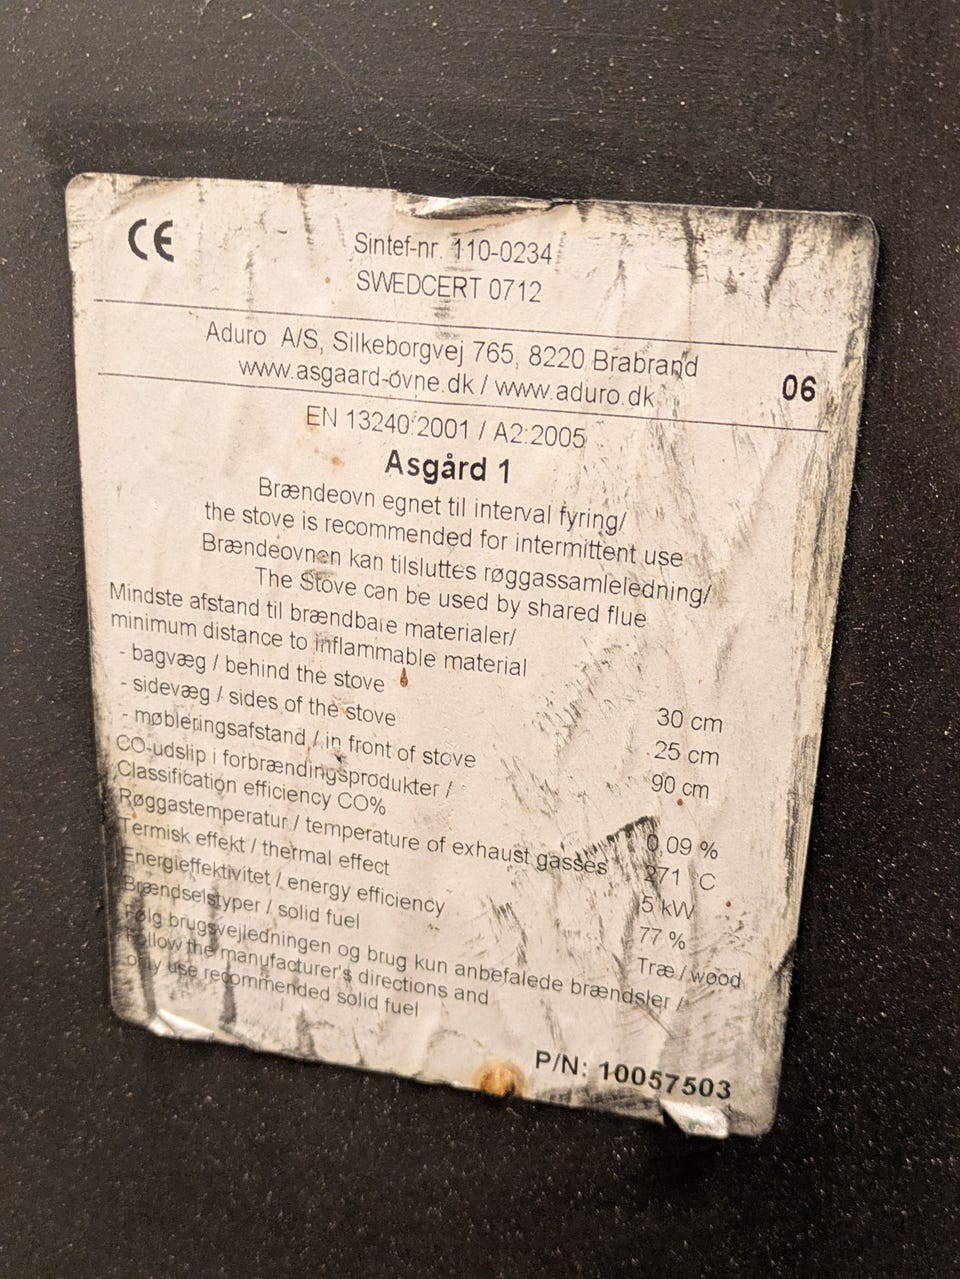 CE
Sintef-nr. 110-0234
SWEDCERT 0712
Aduro A/S, Silkeborgvej 765, 8220 Brabrand
www.asgaard-ovne.dk / www.aduro.dk
06
EN 13240:2001 / A2:2005
Asgård 1
Brændeovn egnet til interval fyring/
the stove is recommended for intermittent use
Brændeovnen kan tilsluttes røggassamleledning/
The Stove can be used by shared flue
Mindste afstand til brændbare materialer/
minimum distance to inflammable material
- bagvæg / behind the stove 30 cm
- sidevæg / sides of the stove 25 cm
- møbleringsafstand / in front of stove 90 cm
CO-udslip i forbrændingsprodukter /
Classification efficiency CO% 0,09 %
Røggastemperatur / temperature of exhaust gasses 271 C
Termisk effekt / thermal effect 5 kW
Energieffektivitet / energy efficiency 77 %
Brændselstyper / solid fuel Træ / wood
Følg brugsvejledningen og brug kun anbefalede brændsler /
Follow the manufacturer's directions and
only use recommended solid fuel
P/N: 10057503